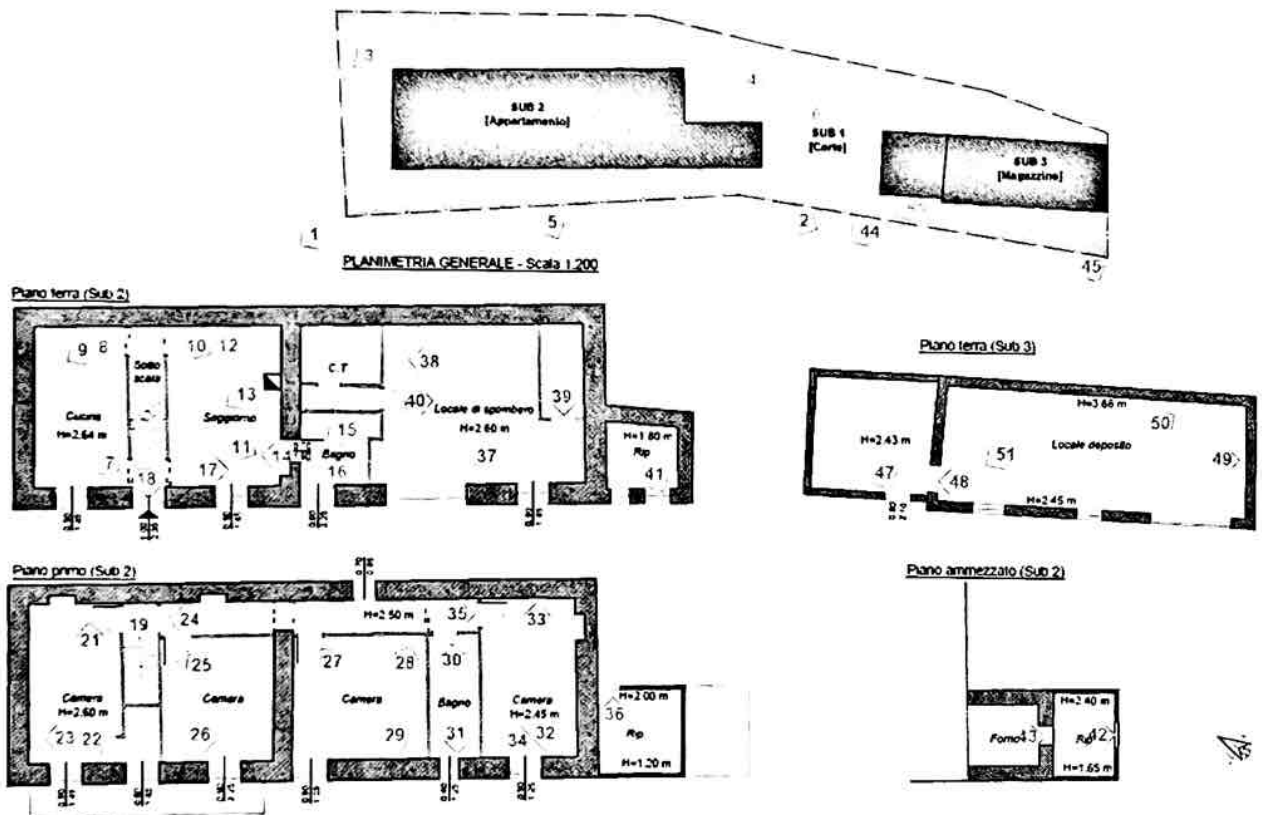 3
4
6
SUB 2
[Appartamento]
SUB 1
[Corte]
SUB 3
[Magazzino]
1
5
2
44
45
PLANIMETRIA GENERALE - Scala 1:200
Piano terra (Sub 2)
9
8
Sotto
scala
10
12
13
Cucina
H=2.64 m
Soggiorno
7
18
17
11
14
C.T
15
Bagno
16
38
40
Locale di sgombero
H=2.60 m
37
39
H=1.80 m
Rip
41
Piano terra (Sub 3)
H=3.66 m
50
H=2.43 m
Locale deposito
47
51
48
49
H=2.45 m
Piano primo (Sub 2)
21
19
24
H=2.50 m
35
33
25
27
28
30
Camera
H=2.60 m
Camera
Camera
Bagno
Camera
H=2.45 m
23
22
26
29
31
34
32
H=2.00 m
36
Rip
H=1.20 m
Piano ammezzato (Sub 2)
H=2.40 m
Forno
43
Rip
42
H=1.65 m